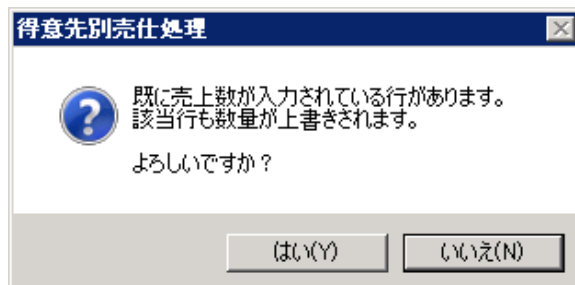 得意先別売仕処理
既に売上数が入力されている行があります。
該当行も数量が上書きされます。
よろしいですか？
はい(Y)
いいえ(N)